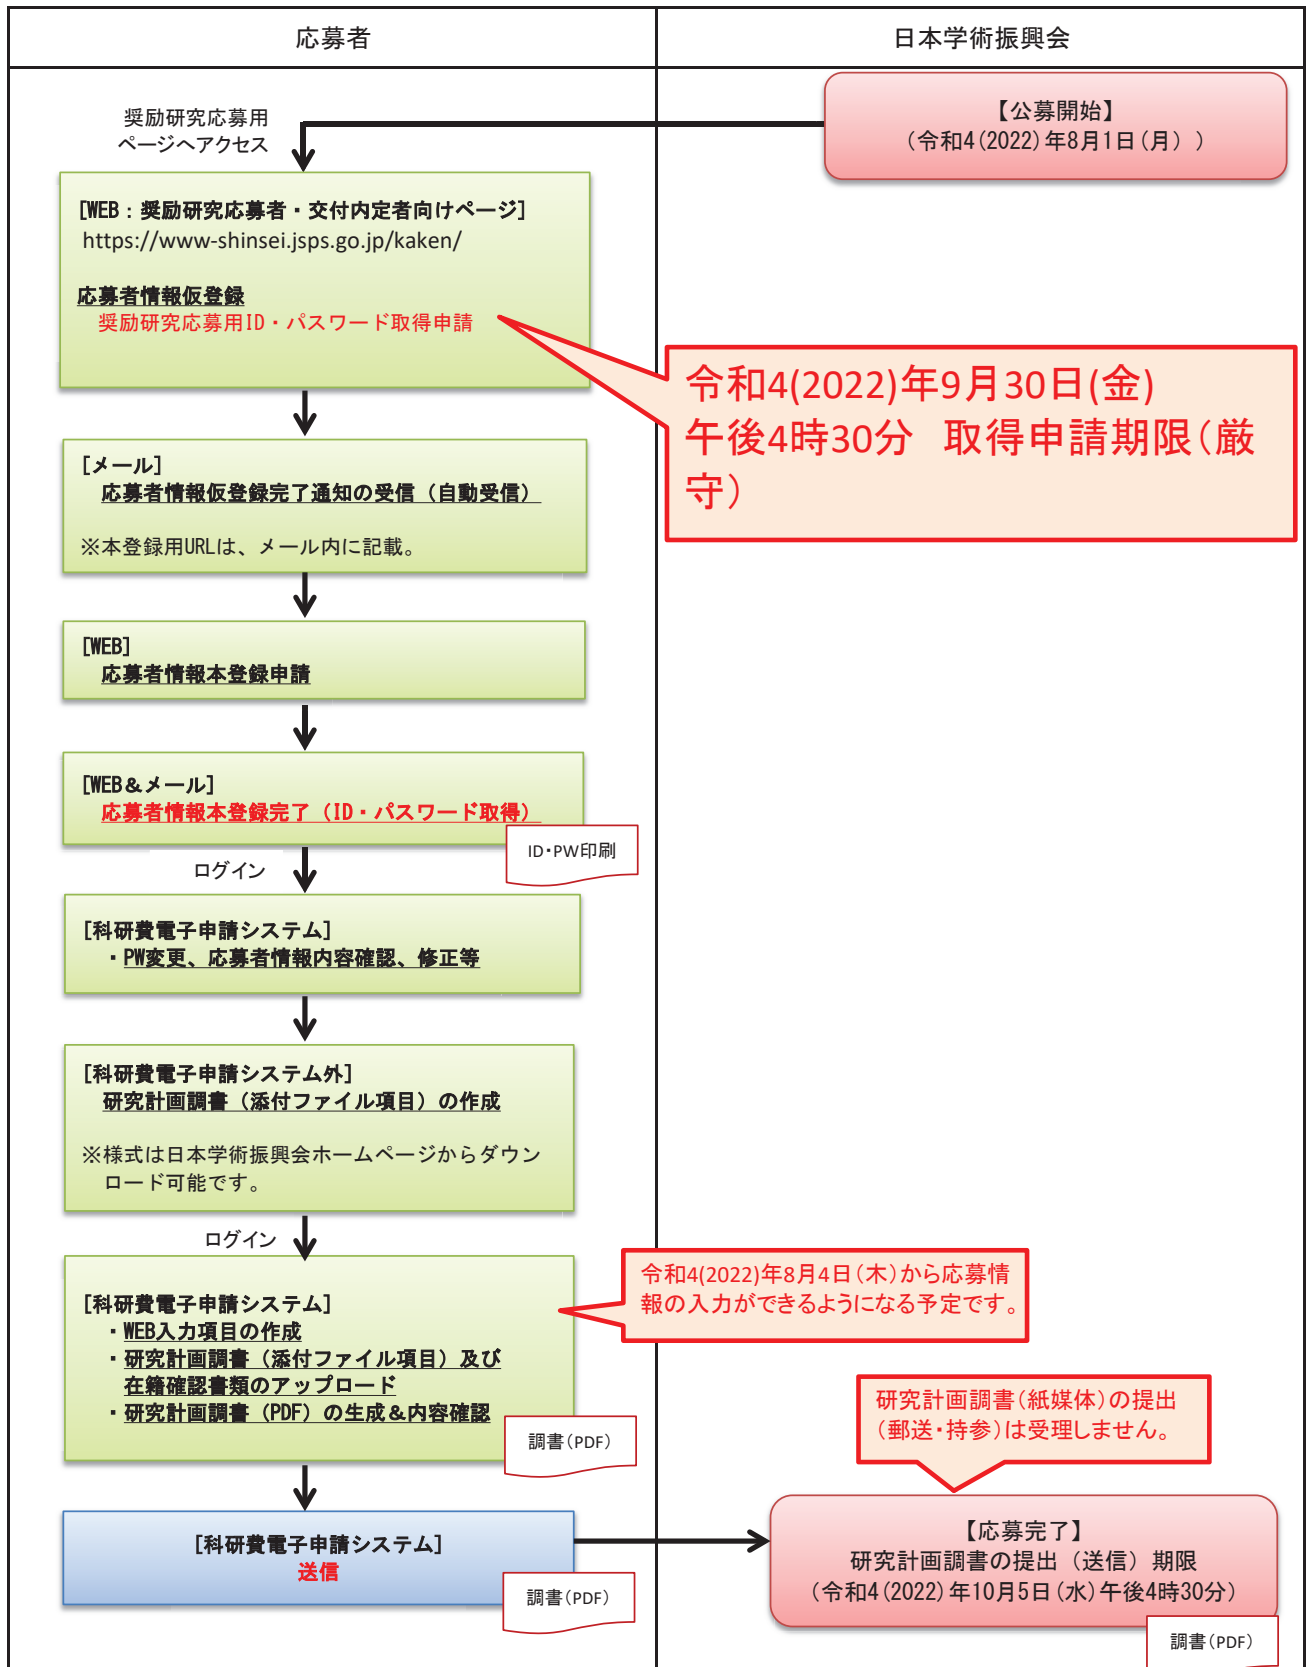 応募者
日本学術振興会
【公募開始】
（令和4(2022)年8月1日(月)）
奨励研究応募用
ページへアクセス
[WEB：奨励研究応募者・交付内定者向けページ]
https://www-shinsei.jsps.go.jp/kaken/
応募者情報仮登録
奨励研究応募用ID・パスワード取得申請
令和4(2022)年9月30日(金)
午後4時30分　取得申請期限（厳
守）
[メール]
応募者情報仮登録完了通知の受信（自動受信）
※本登録用URLは、メール内に記載。
[WEB]
応募者情報本登録申請
[WEB＆メール]
応募者情報本登録完了（ID・パスワード取得）
ID・PW印刷
ログイン
[科研費電子申請システム]
・PW変更、応募者情報内容確認、修正等
[科研費電子申請システム外]
研究計画調書（添付ファイル項目）の作成
※様式は日本学術振興会ホームページからダウン
ロード可能です。
ログイン
令和4(2022)年8月4日（木）から応募情
報の入力ができるようになる予定です。
[科研費電子申請システム]
・WEB入力項目の作成
・研究計画調書（添付ファイル項目）及び
在籍確認書類のアップロード
・研究計画調書（PDF）の生成＆内容確認
調書（PDF）
研究計画調書（紙媒体）の提出
（郵送・持参）は受理しません。
[科研費電子申請システム]
送信
調書（PDF）
【応募完了】
研究計画調書の提出（送信）期限
（令和4(2022)年10月5日(水)午後4時30分）
調書（PDF）